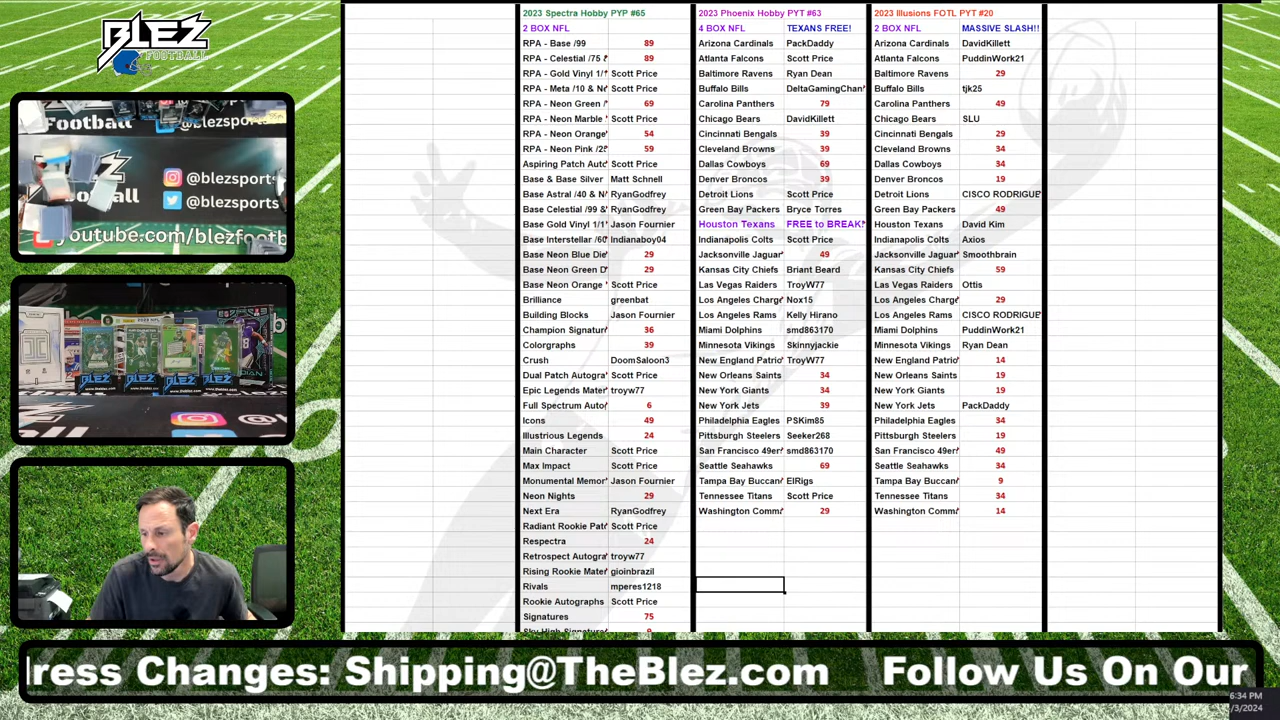 BLEZ
FOOTBALL
Football
@blezsports
@blezsports
youtube.com/blezfootb
BLEZ
BLEZ
BLEZ
BLEZ
2023 Spectra Hobby PYP #65
2 BOX NFL
RPA - Base /99 89
RPA - Celestial /75 & 89
RPA - Gold Vinyl 1/1 Scott Price
RPA - Meta /10 & Ne Scott Price
RPA - Neon Green / 69
RPA - Neon Marble Scott Price
RPA - Neon Orange 54
RPA - Neon Pink /25 59
Aspiring Patch Auto Scott Price
Base & Base Silver Matt Schnell
Base Astral /40 & N RyanGodfrey
Base Celestial /99 & RyanGodfrey
Base Gold Vinyl 1/1 Jason Fournier
Base Interstellar /60 Indianaboy04
Base Neon Blue Die 29
Base Neon Green D 29
Base Neon Orange Scott Price
Brilliance greenbat
Building Blocks Jason Fournier
Champion Signatur 36
Colorgraphs 39
Crush DoomSaloon3
Dual Patch Autogra Scott Price
Epic Legends Mater troyw77
Full Spectrum Auto 6
Icons 49
Illustrious Legends 24
Main Character Scott Price
Max Impact Scott Price
Monumental Memor Jason Fournier
Neon Nights 29
Next Era RyanGodfrey
Radiant Rookie Pat Scott Price
Respectra 24
Retrospect Autogra troyw77
Rising Rookie Mater gioinbrazil
Rivals mperes1218
Rookie Autographs Scott Price
Signatures 75
Sky High Signatura 9
2023 Phoenix Hobby PYT #63
4 BOX NFL TEXANS FREE!
Arizona Cardinals PackDaddy
Atlanta Falcons Scott Price
Baltimore Ravens Ryan Dean
Buffalo Bills DeltaGamingChan
Carolina Panthers 79
Chicago Bears DavidKillett
Cincinnati Bengals 39
Cleveland Browns 39
Dallas Cowboys 69
Denver Broncos 39
Detroit Lions Scott Price
Green Bay Packers Bryce Torres
Houston Texans FREE to BREAK!
Indianapolis Colts Scott Price
Jacksonville Jaguar 49
Kansas City Chiefs Briant Beard
Las Vegas Raiders TroyW77
Los Angeles Charge Nox15
Los Angeles Rams Kelly Hirano
Miami Dolphins smd863170
Minnesota Vikings Skinnyjackie
New England Patrio TroyW77
New Orleans Saints 34
New York Giants 34
New York Jets 39
Philadelphia Eagles PSKim85
Pittsburgh Steelers Seeker268
San Francisco 49er smd863170
Seattle Seahawks 69
Tampa Bay Buccan ElRigs
Tennessee Titans Scott Price
Washington Comm 29
2023 Illusions FOTL PYT #20
2 BOX NFL MASSIVE SLASH!!
Arizona Cardinals DavidKillett
Atlanta Falcons PuddinWork21
Baltimore Ravens 29
Buffalo Bills tjk25
Carolina Panthers 49
Chicago Bears SLU
Cincinnati Bengals 29
Cleveland Browns 34
Dallas Cowboys 34
Denver Broncos 19
Detroit Lions CISCO RODRIGUE
Green Bay Packers 49
Houston Texans David Kim
Indianapolis Colts Axios
Jacksonville Jaguar Smoothbrain
Kansas City Chiefs 59
Las Vegas Raiders Ottis
Los Angeles Charge 29
Los Angeles Rams CISCO RODRIGUE
Miami Dolphins PuddinWork21
Minnesota Vikings Ryan Dean
New England Patrio 14
New Orleans Saints 19
New York Giants 19
New York Jets PackDaddy
Philadelphia Eagles 34
Pittsburgh Steelers 19
San Francisco 49er 49
Seattle Seahawks 34
Tampa Bay Buccan 9
Tennessee Titans 34
Washington Comm 14
ress Changes: Shipping@TheBlez.com Follow Us On Our
6:34 PM
/3/2024